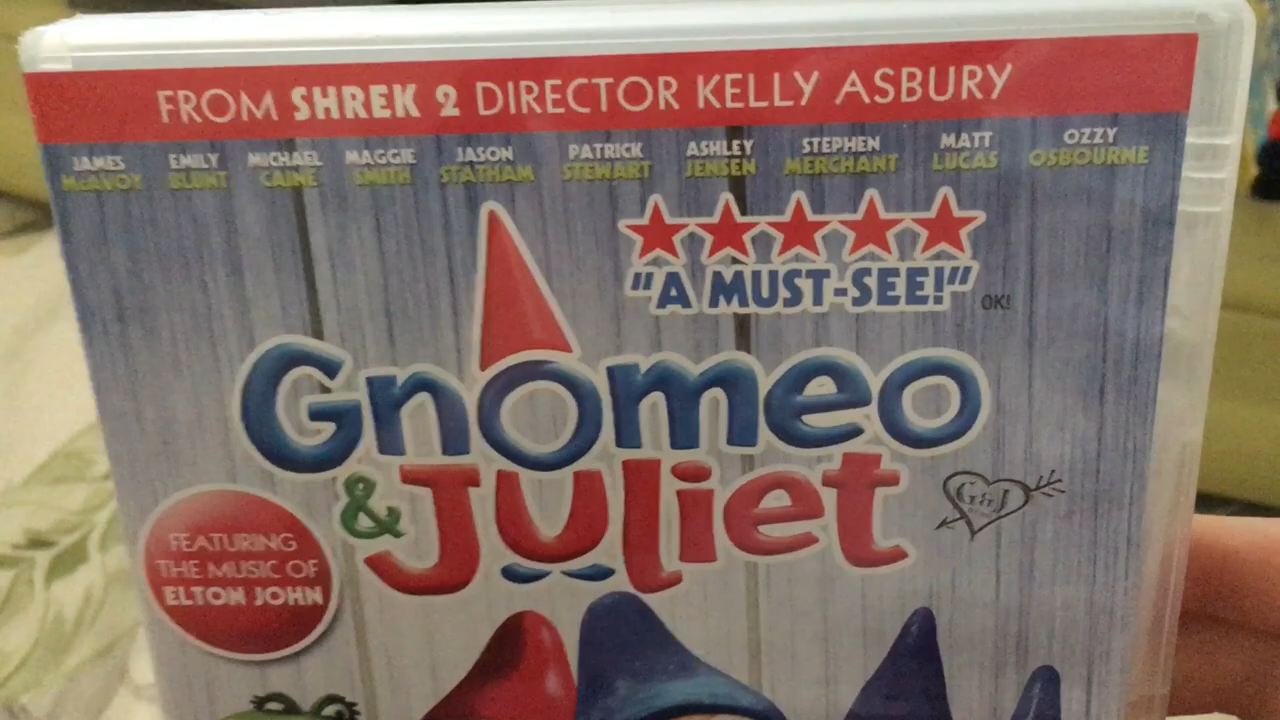 FROM SHREK 2 DIRECTOR KELLY ASBURY
JAMES McAVOY
EMILY BLUNT
MICHAEL CAINE
MAGGIE SMITH
JASON STATHAM
PATRICK STEWART
ASHLEY JENSEN
STEPHEN MERCHANT
MATT LUCAS
OZZY OSBOURNE
"A MUST-SEE!"
OK!
Gnomeo
& Juliet
G&J
FEATURING
THE MUSIC OF
ELTON JOHN